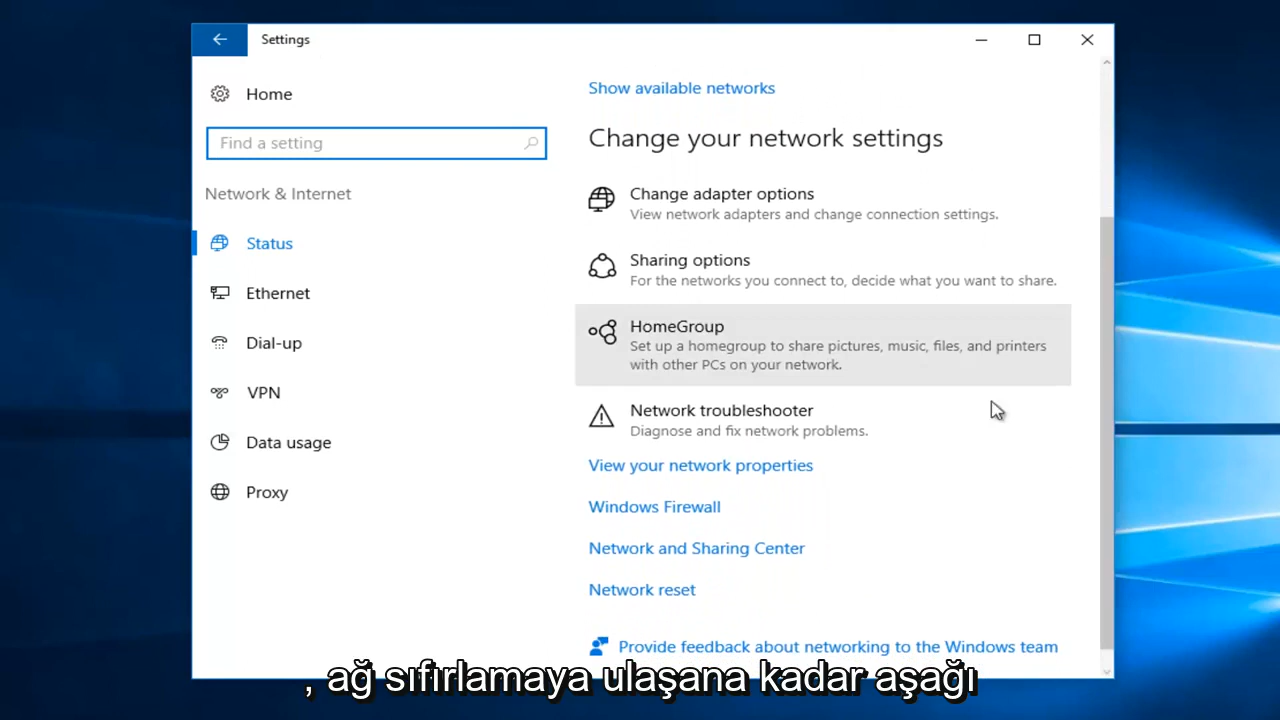 Settings
Home
Find a setting
Network & Internet
Status
Ethernet
Dial-up
VPN
Data usage
Proxy
Show available networks
Change your network settings
Change adapter options
View network adapters and change connection settings.
Sharing options
For the networks you connect to, decide what you want to share.
HomeGroup
Set up a homegroup to share pictures, music, files, and printers
with other PCs on your network.
Network troubleshooter
Diagnose and fix network problems.
View your network properties
Windows Firewall
Network and Sharing Center
Network reset
Provide feedback about networking to the Windows team
, ağ sıfırlamaya ulaşana kadar aşağı